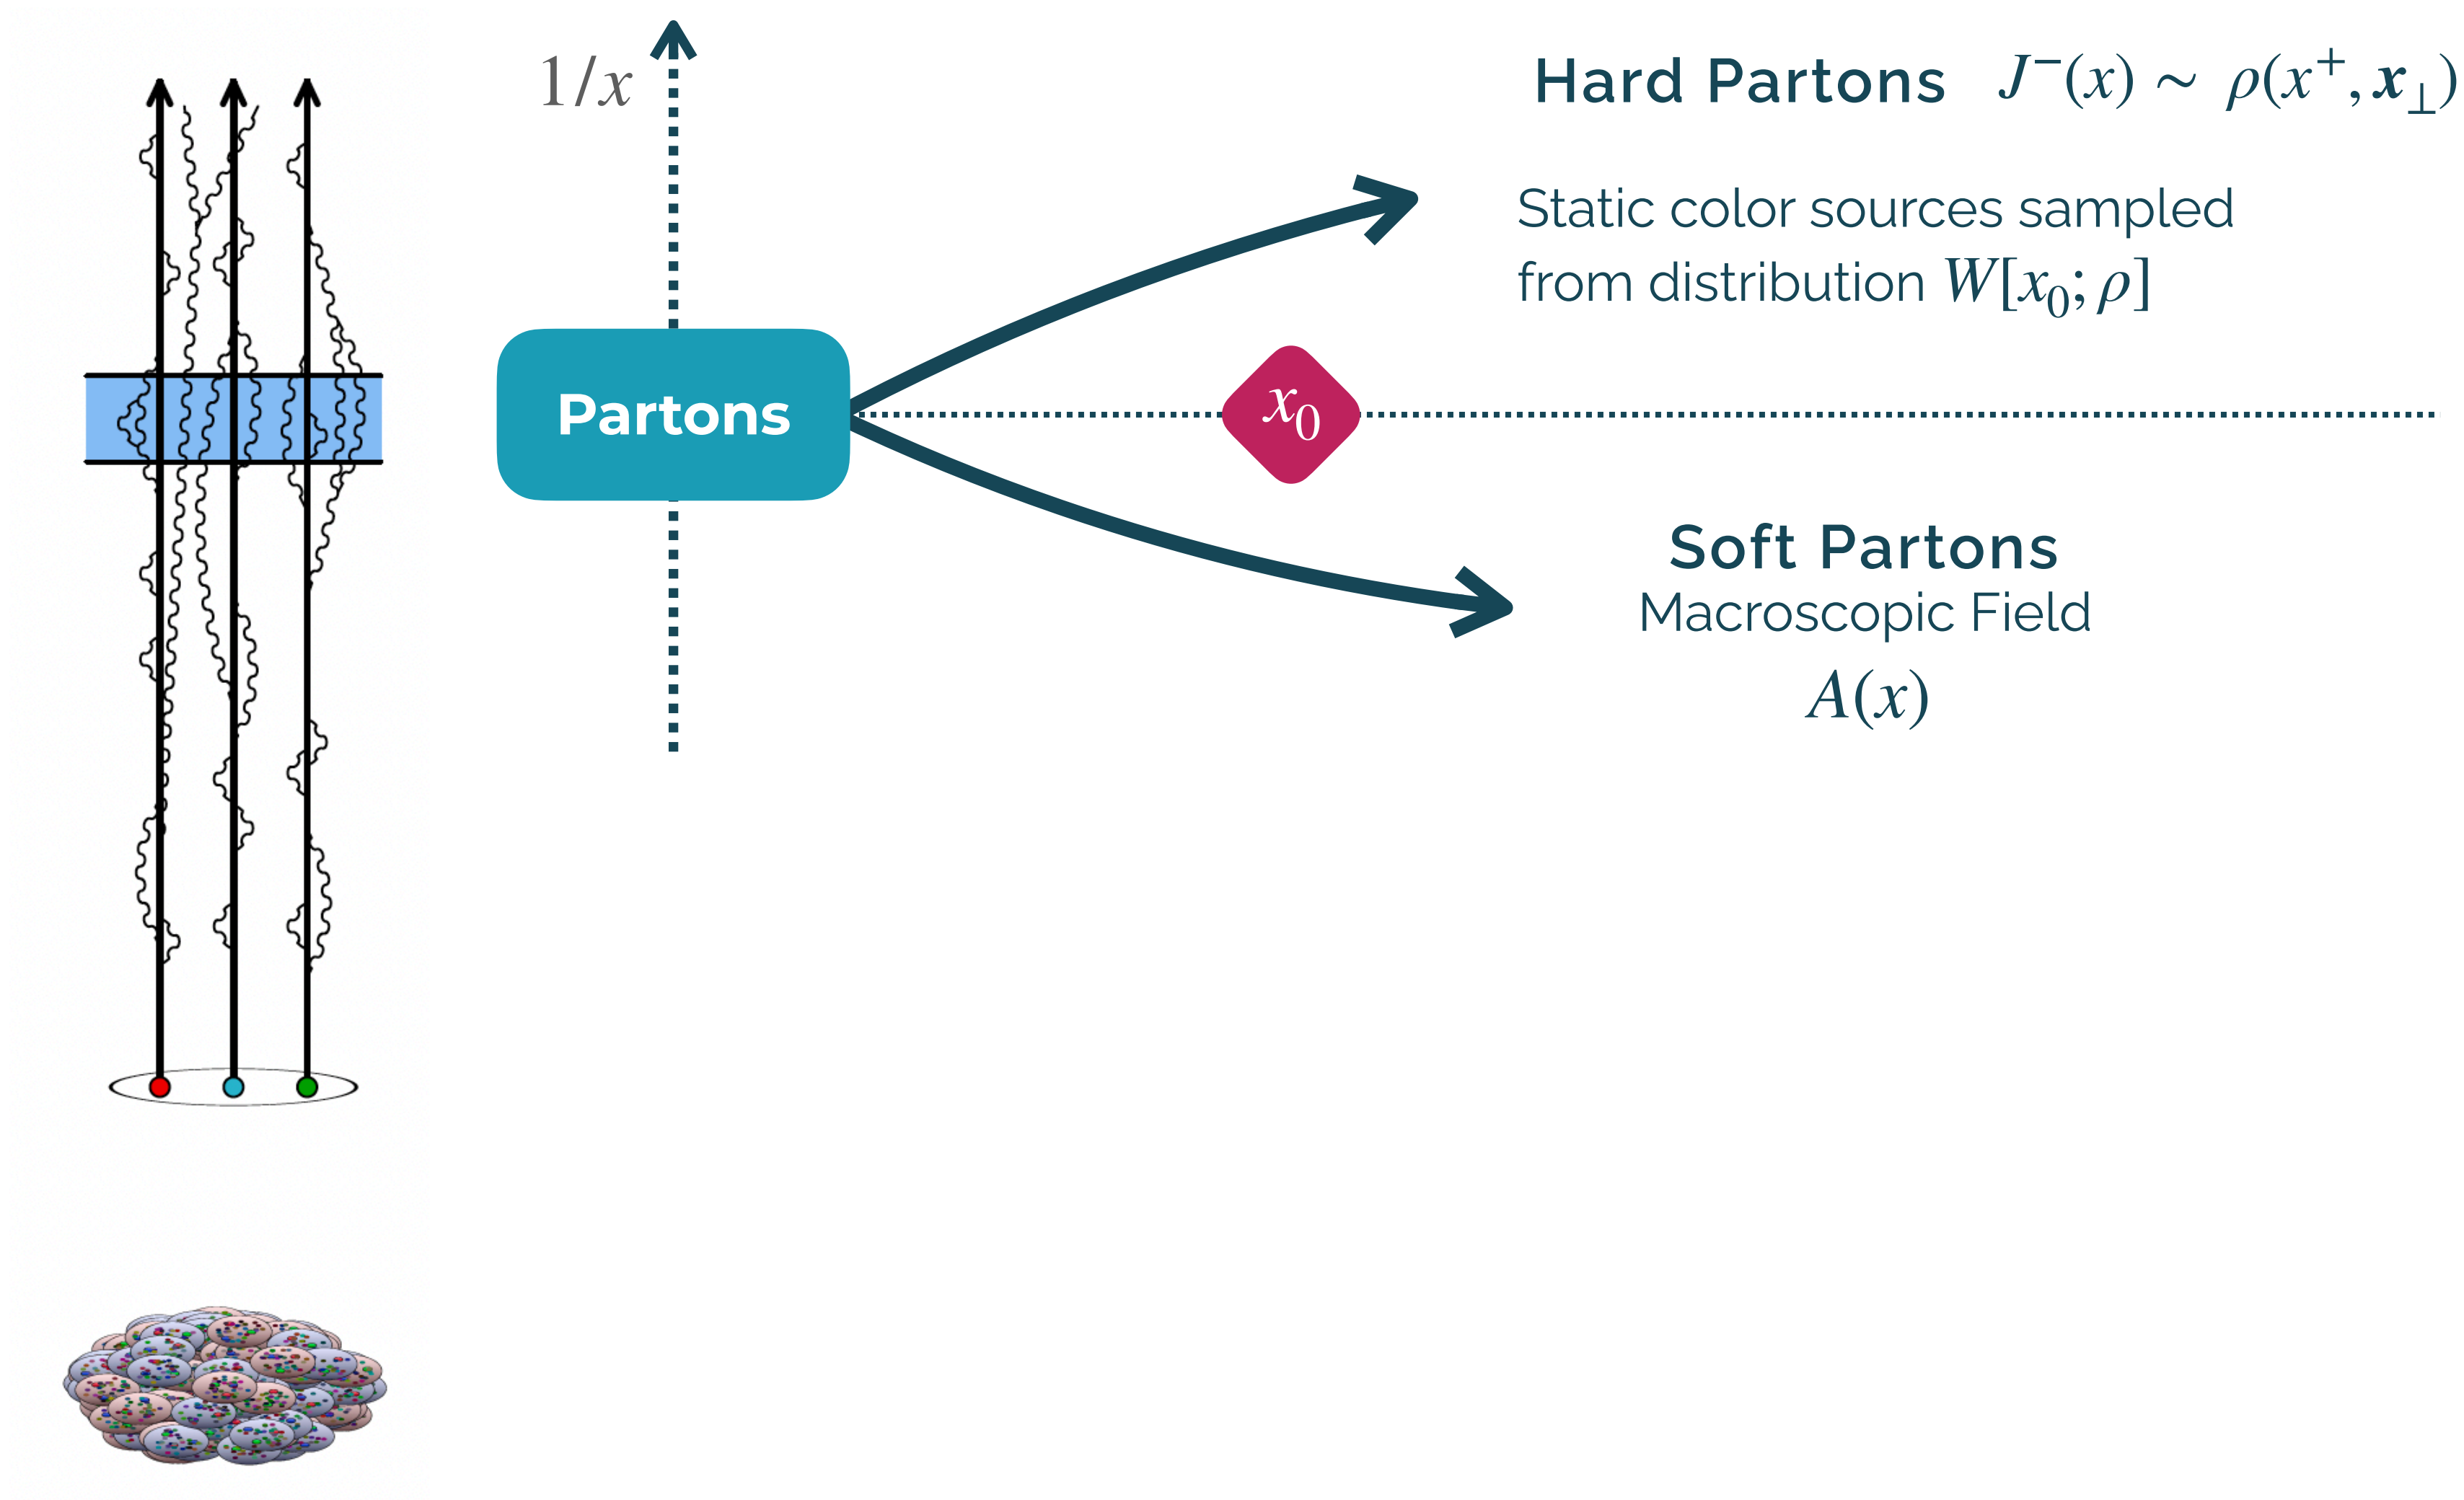 1/x
Hard Partons J⁻(x) ~ ρ(x⁺, x⊥)
Static color sources sampled
from distribution W[x₀; ρ]
Partons
x₀
Soft Partons
Macroscopic Field
A(x)